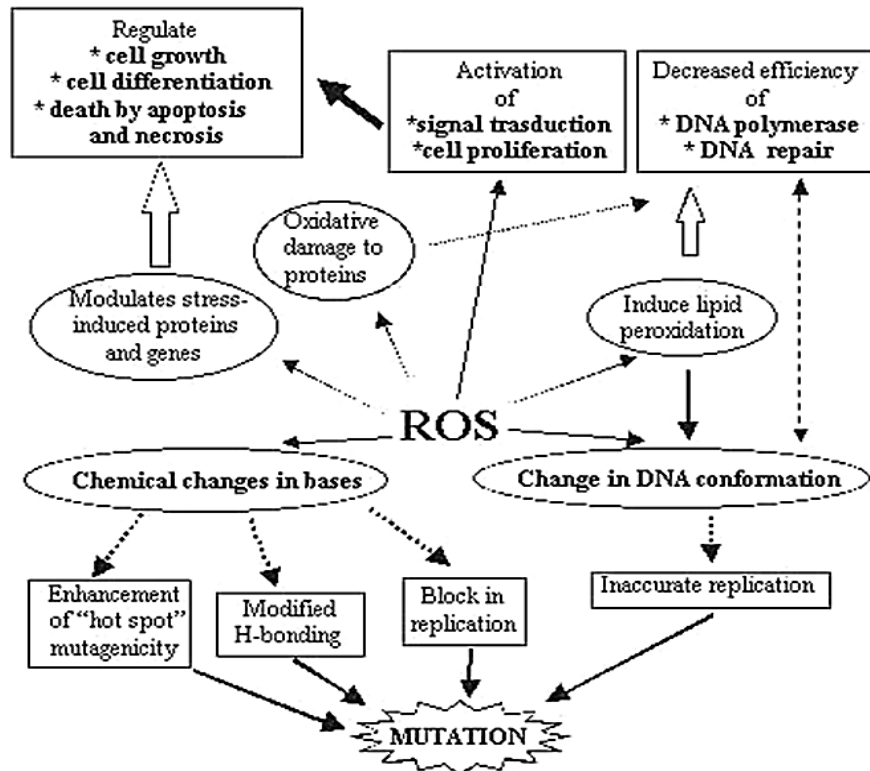 Regulate
* cell growth
* cell differentiation
* death by apoptosis
and necrosis
Activation
of
*signal trasduction
*cell proliferation
Decreased efficiency
of
* DNA polymerase
* DNA repair
Oxidative
damage to
proteins
Modulates stress-
induced proteins
and genes
Induce lipid
peroxidation
ROS
Chemical changes in bases
Change in DNA conformation
Enhancement
of “hot spot”
mutagenicity
Modified
H-bonding
Block in
replication
Inaccurate replication
MUTATION